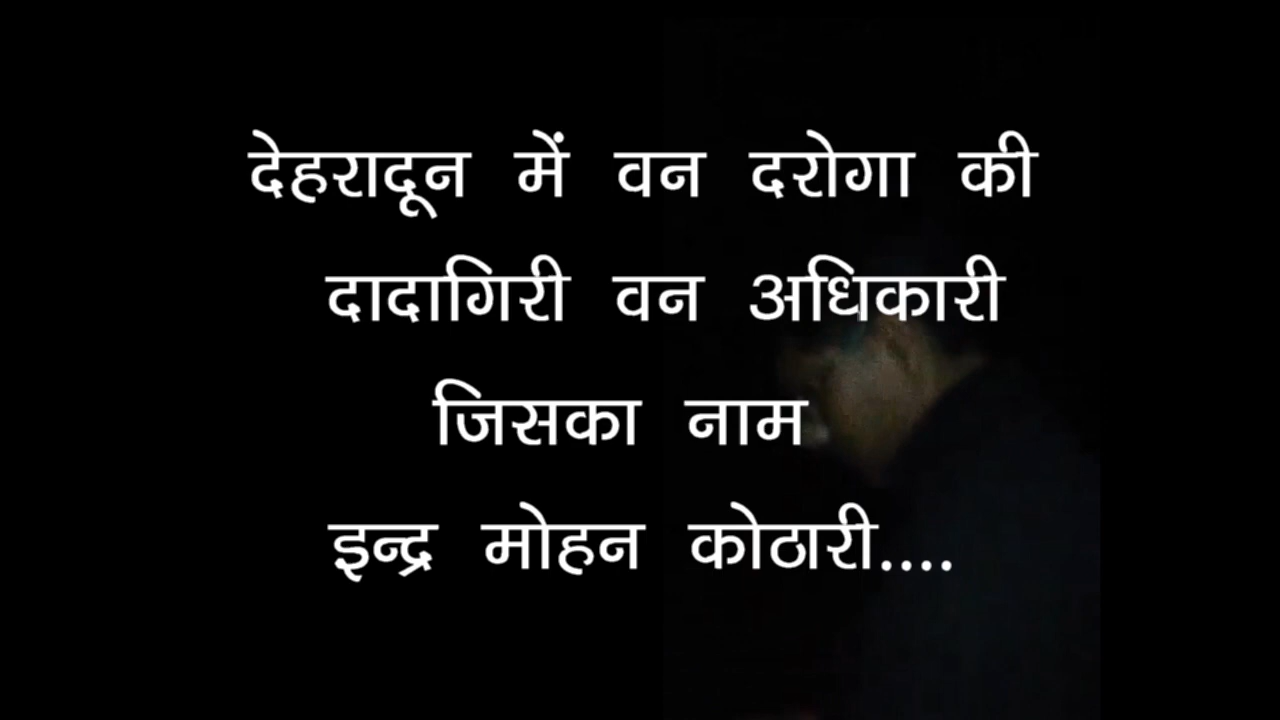 देहरादून में वन दरोगा की
दादागिरी वन अधिकारी
जिसका नाम
इन्द्र मोहन कोठारी....